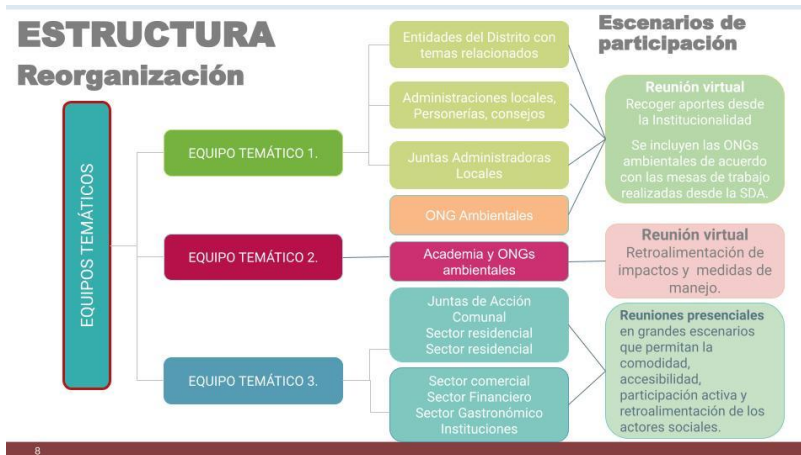 ESTRUCTURA
Reorganización
Escenarios de
participación
EQUIPOS TEMÁTICOS
EQUIPO TEMÁTICO 1.
Entidades del Distrito con
temas relacionados
Administraciones locales,
Personerías, consejos
Juntas Administradoras
Locales
ONG Ambientales
Reunión virtual
Recoger aportes desde
la Institucionalidad
Se incluyen las ONGs
ambientales de acuerdo
con las mesas de trabajo
realizadas desde la SDA.
EQUIPO TEMÁTICO 2.
Academia y ONGs
ambientales
Reunión virtual
Retroalimentación de
impactos y medidas de
manejo.
EQUIPO TEMÁTICO 3.
Juntas de Acción
Comunal
Sector residencial
Sector residencial
Sector comercial
Sector Financiero
Sector Gastronómico
Instituciones
Reuniones presenciales
en grandes escenarios
que permitan la
comodidad,
accesibilidad,
participación activa y
retroalimentación de los
actores sociales.
8